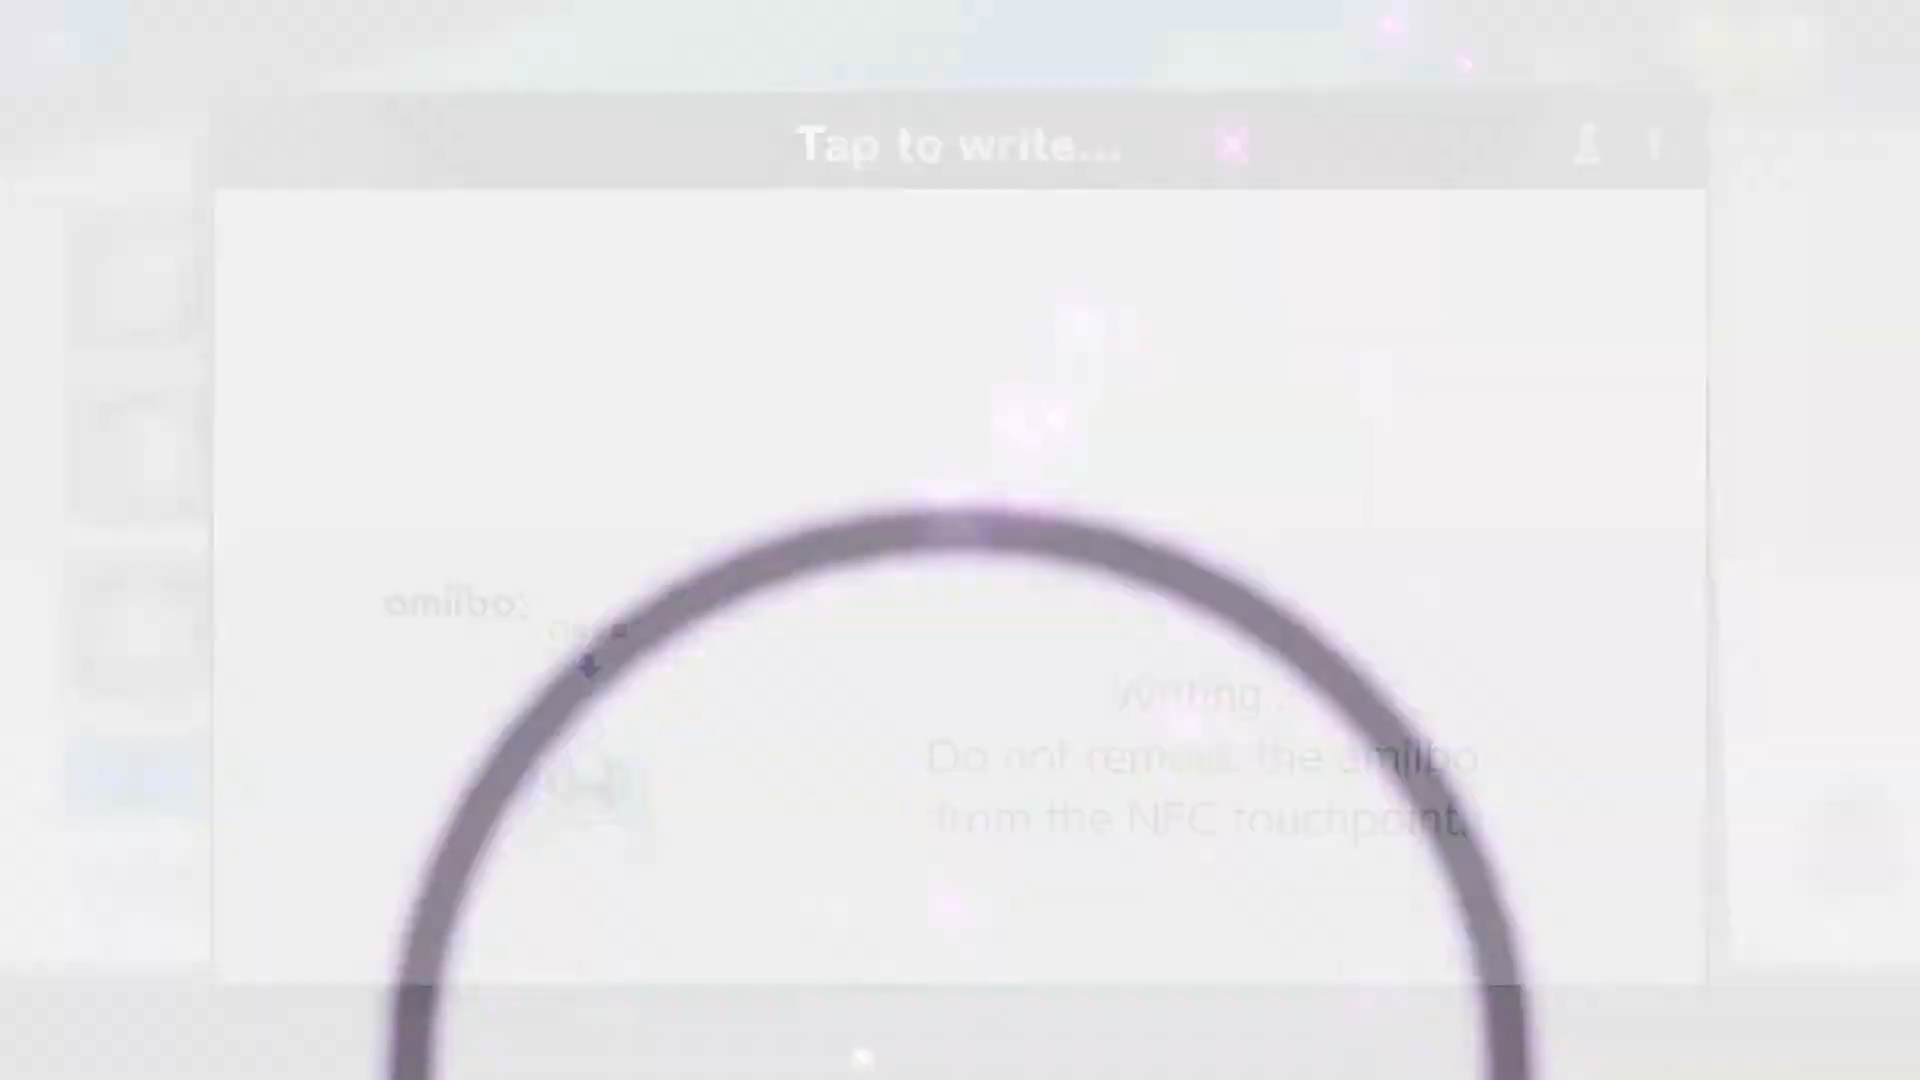 Tap to write...
amiibo:
Writing...
Do not remove the amiibo
from the NFC touchpoint.